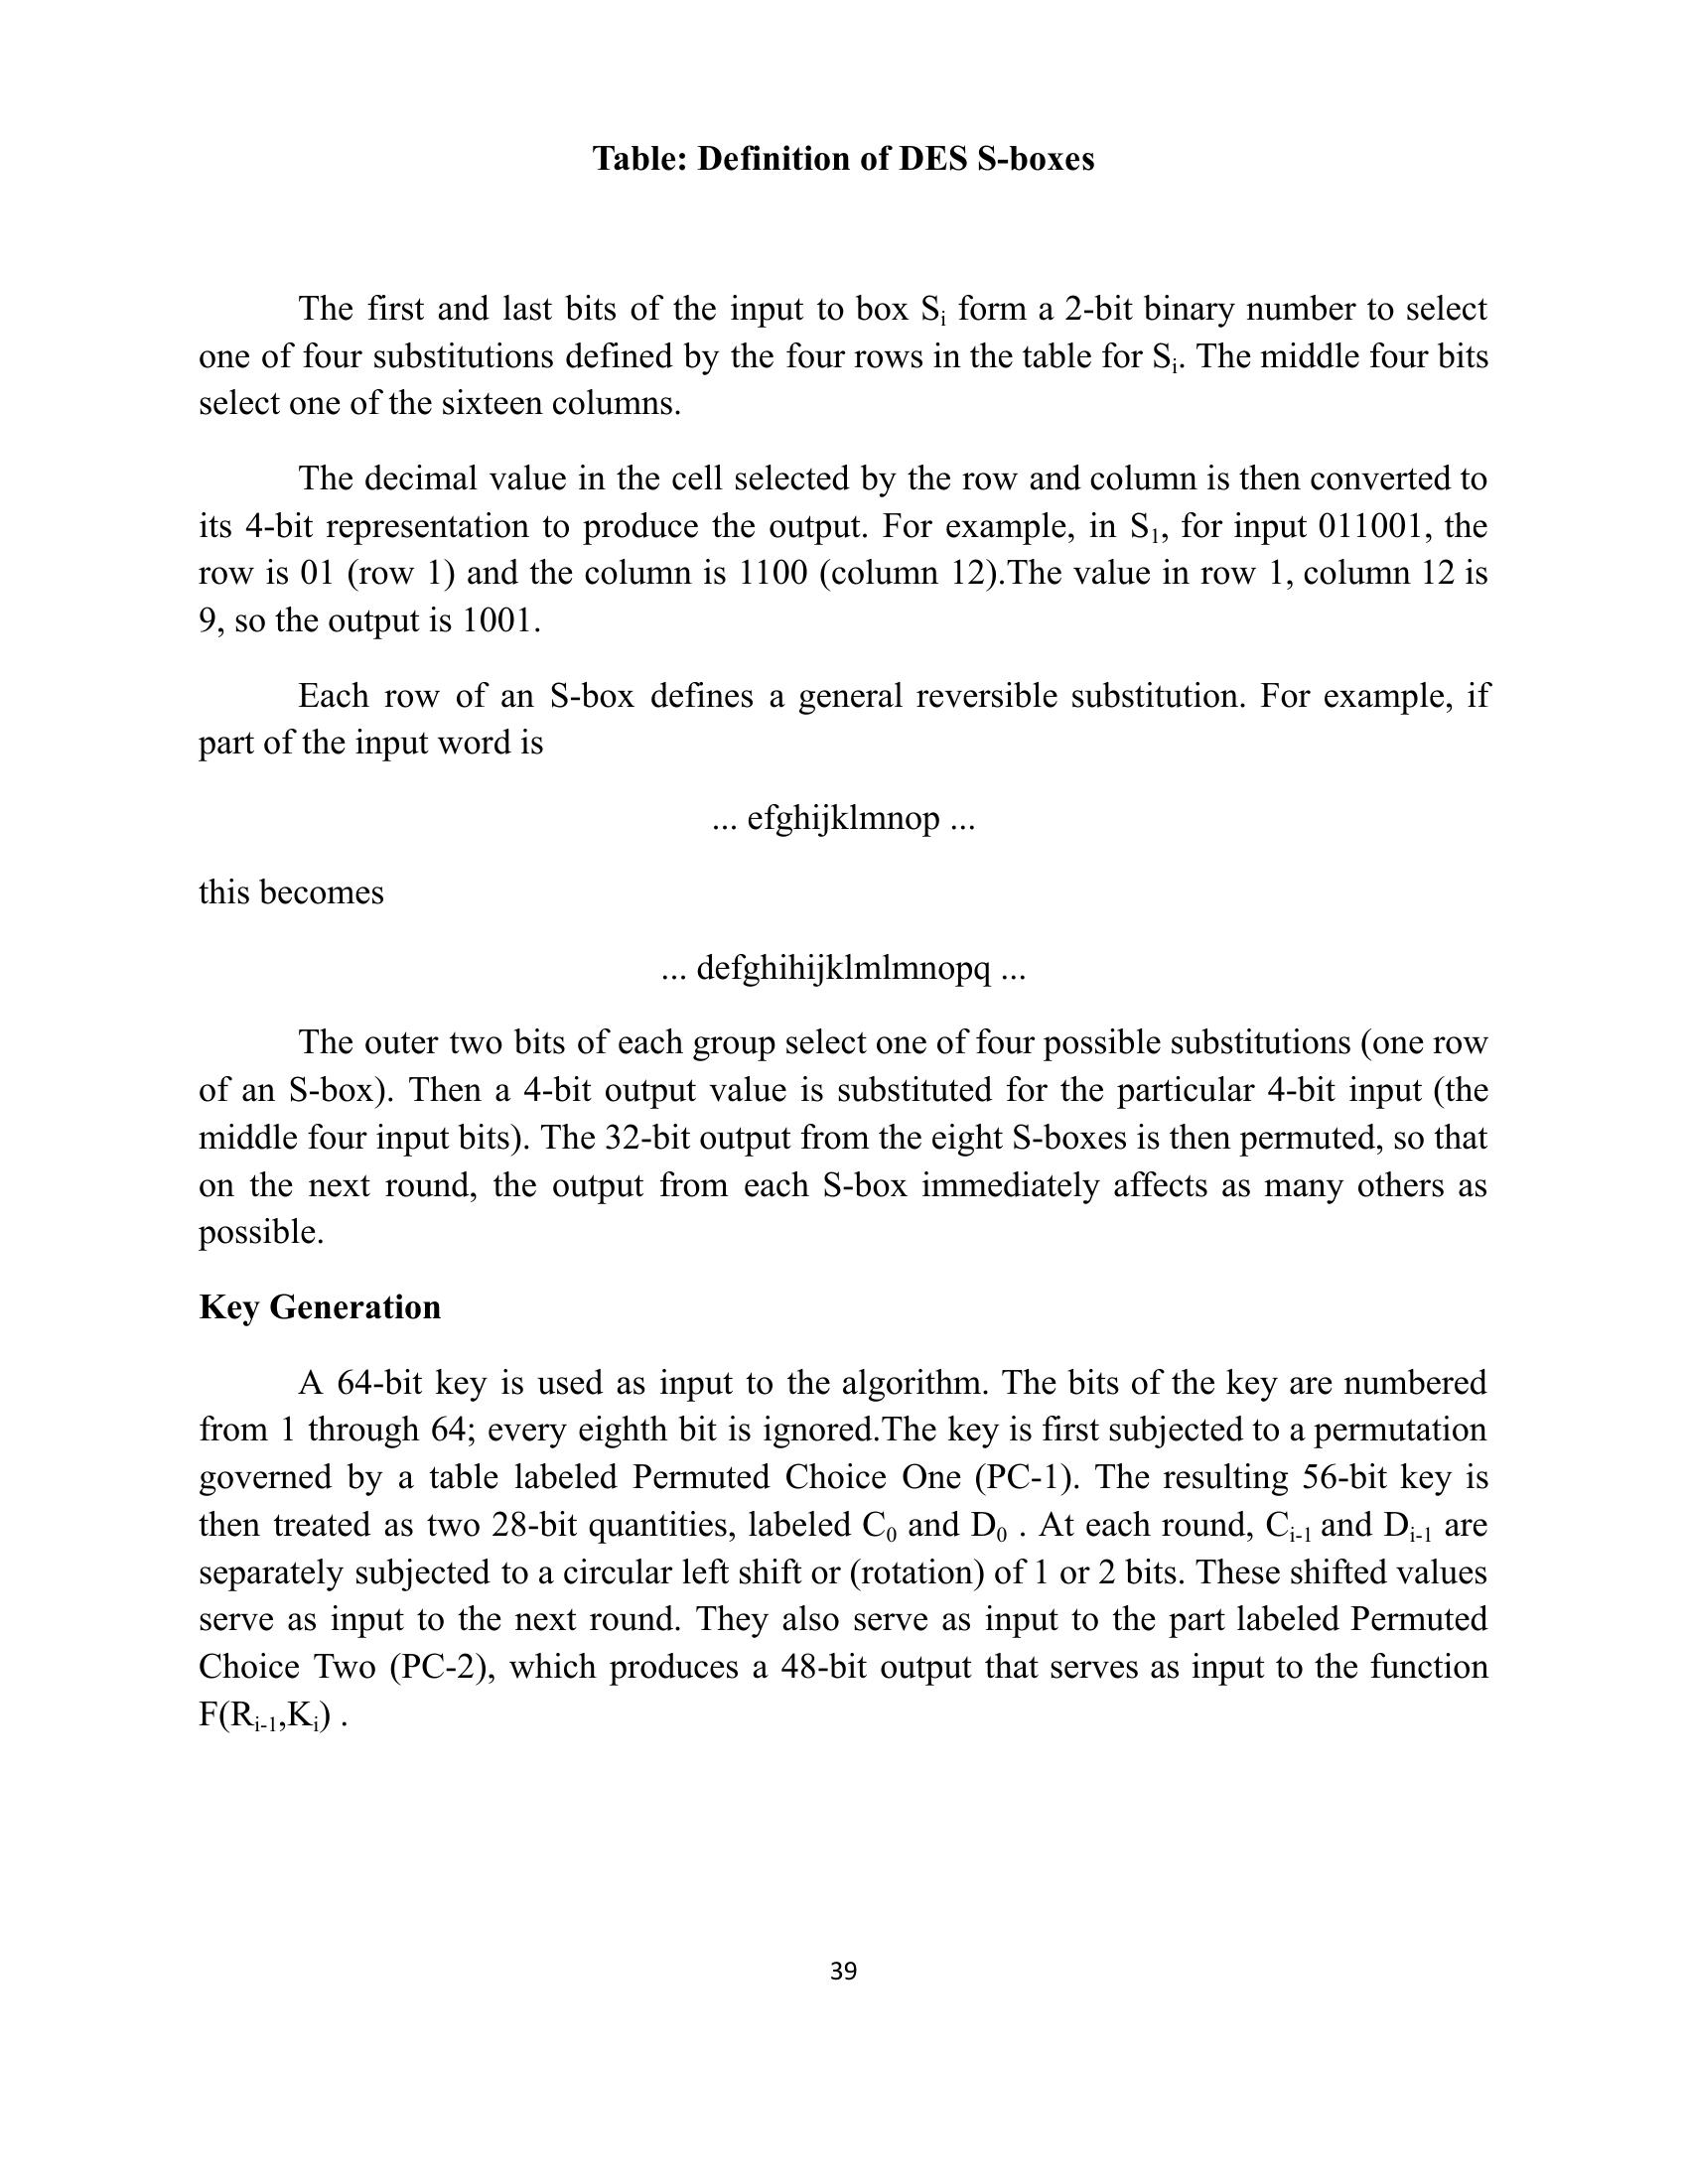 Table: Definition of DES S-boxes
The first and last bits of the input to box Si form a 2-bit binary number to select
one of four substitutions defined by the four rows in the table for Si. The middle four bits
select one of the sixteen columns.
The decimal value in the cell selected by the row and column is then converted to
its 4-bit representation to produce the output. For example, in S1, for input 011001, the
row is 01 (row 1) and the column is 1100 (column 12).The value in row 1, column 12 is
9, so the output is 1001.
Each row of an S-box defines a general reversible substitution. For example, if
part of the input word is
... efghijklmnop ...
this becomes
... defghihijklmlmnopq ...
The outer two bits of each group select one of four possible substitutions (one row
of an S-box). Then a 4-bit output value is substituted for the particular 4-bit input (the
middle four input bits). The 32-bit output from the eight S-boxes is then permuted, so that
on the next round, the output from each S-box immediately affects as many others as
possible.
Key Generation
A 64-bit key is used as input to the algorithm. The bits of the key are numbered
from 1 through 64; every eighth bit is ignored.The key is first subjected to a permutation
governed by a table labeled Permuted Choice One (PC-1). The resulting 56-bit key is
then treated as two 28-bit quantities, labeled C0 and D0 . At each round, Ci-1 and Di-1 are
separately subjected to a circular left shift or (rotation) of 1 or 2 bits. These shifted values
serve as input to the next round. They also serve as input to the part labeled Permuted
Choice Two (PC-2), which produces a 48-bit output that serves as input to the function
F(Ri-1,Ki) .
39